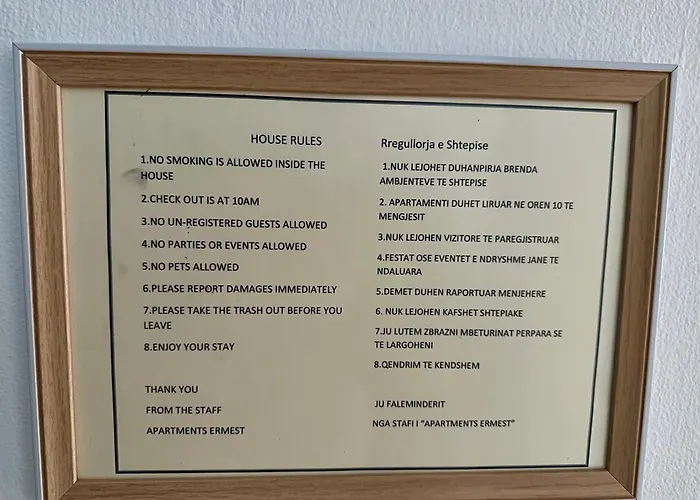 HOUSE RULES
1.NO SMOKING IS ALLOWED INSIDE THE
HOUSE
2.CHECK OUT IS AT 10AM
3.NO UN-REGISTERED GUESTS ALLOWED
4.NO PARTIES OR EVENTS ALLOWED
5.NO PETS ALLOWED
6.PLEASE REPORT DAMAGES IMMEDIATELY
7.PLEASE TAKE THE TRASH OUT BEFORE YOU
LEAVE
8.ENJOY YOUR STAY
THANK YOU
FROM THE STAFF
APARTMENTS ERMEST
Rregullorja e Shtepise
1.NUK LEJOHET DUHANPIRJA BRENDA
AMBJENTEVE TE SHTEPISE
2. APARTAMENTI DUHET LIRUAR NE OREN 10 TE
MENGJESIT
3.NUK LEJOHEN VIZITORE TE PAREGJISTRUAR
4.FESTAT OSE EVENTET E NDRYSHME JANE TE
NDALUARA
5.DEMET DUHEN RAPORTUAR MENJEHERE
6. NUK LEJOHEN KAFSHET SHTEPIAKE
7.JU LUTEM ZBRAZNI MBETURINAT PERPARA SE
TE LARGOHENI
8.QENDRIM TE KENDSHEM
JU FALEMINDERIT
NGA STAFI I “APARTMENTS ERMEST”